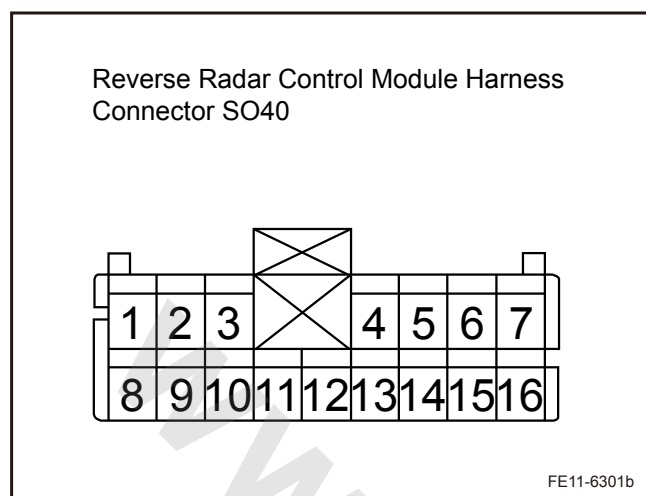 Reverse Radar Control Module Harness
Connector SO40
1 2 3 4 5 6 7
8 9 10 11 12 13 14 15 16
FE11-6301b